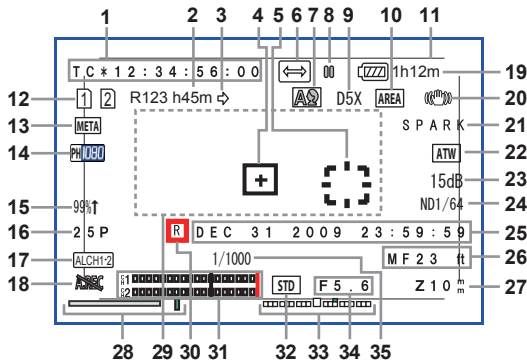 1 2 3 4 5 6 7 8 9 10 11
TC*12:34:56:00
R123 h45m
D5X
AREA
1h12m
19
12
1 2
20
13
META
SPARK
21
14
PH 1080
ATW
22
15dB
23
15
99%
ND1/64
24
16
25P
R
DEC 31 2009 23:59:59
25
1/1000
MF23 ft
26
17
ALCH1-2
18
CH1
CH2
STD
F5.6
Z10mm
27
28 29 30 31 32 33 34 35